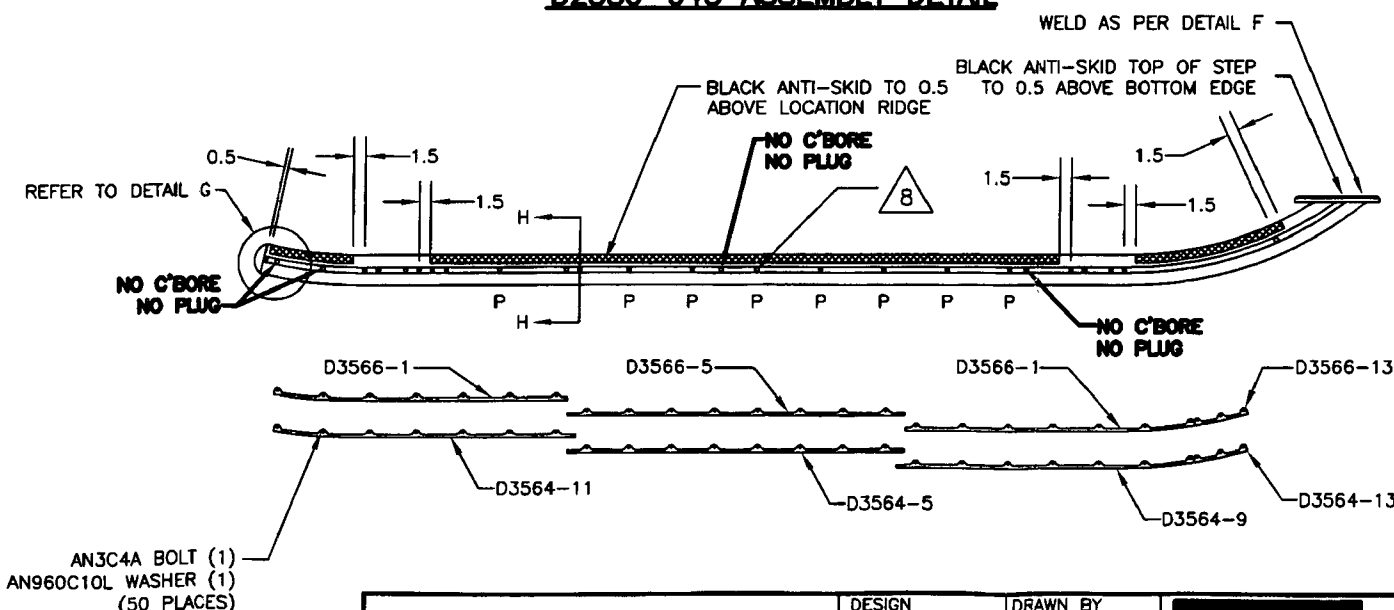 WELD AS PER DETAIL F
BLACK ANTI-SKID TO 0.5
ABOVE LOCATION RIDGE
BLACK ANTI-SKID TOP OF STEP
TO 0.5 ABOVE BOTTOM EDGE
NO C'BORE
NO PLUG
0.5
1.5
1.5
REFER TO DETAIL G
1.5
8
1.5
1.5
H
NO C'BORE
NO PLUG
P P P P P P P P
H
NO C'BORE
NO PLUG
D3566-1
D3566-5
D3566-1
D3566-13
D3564-11
D3564-5
D3564-9
D3564-13
AN3C4A BOLT (1)
AN960C10L WASHER (1)
(50 PLACES)
DESIGN
DRAWN BY